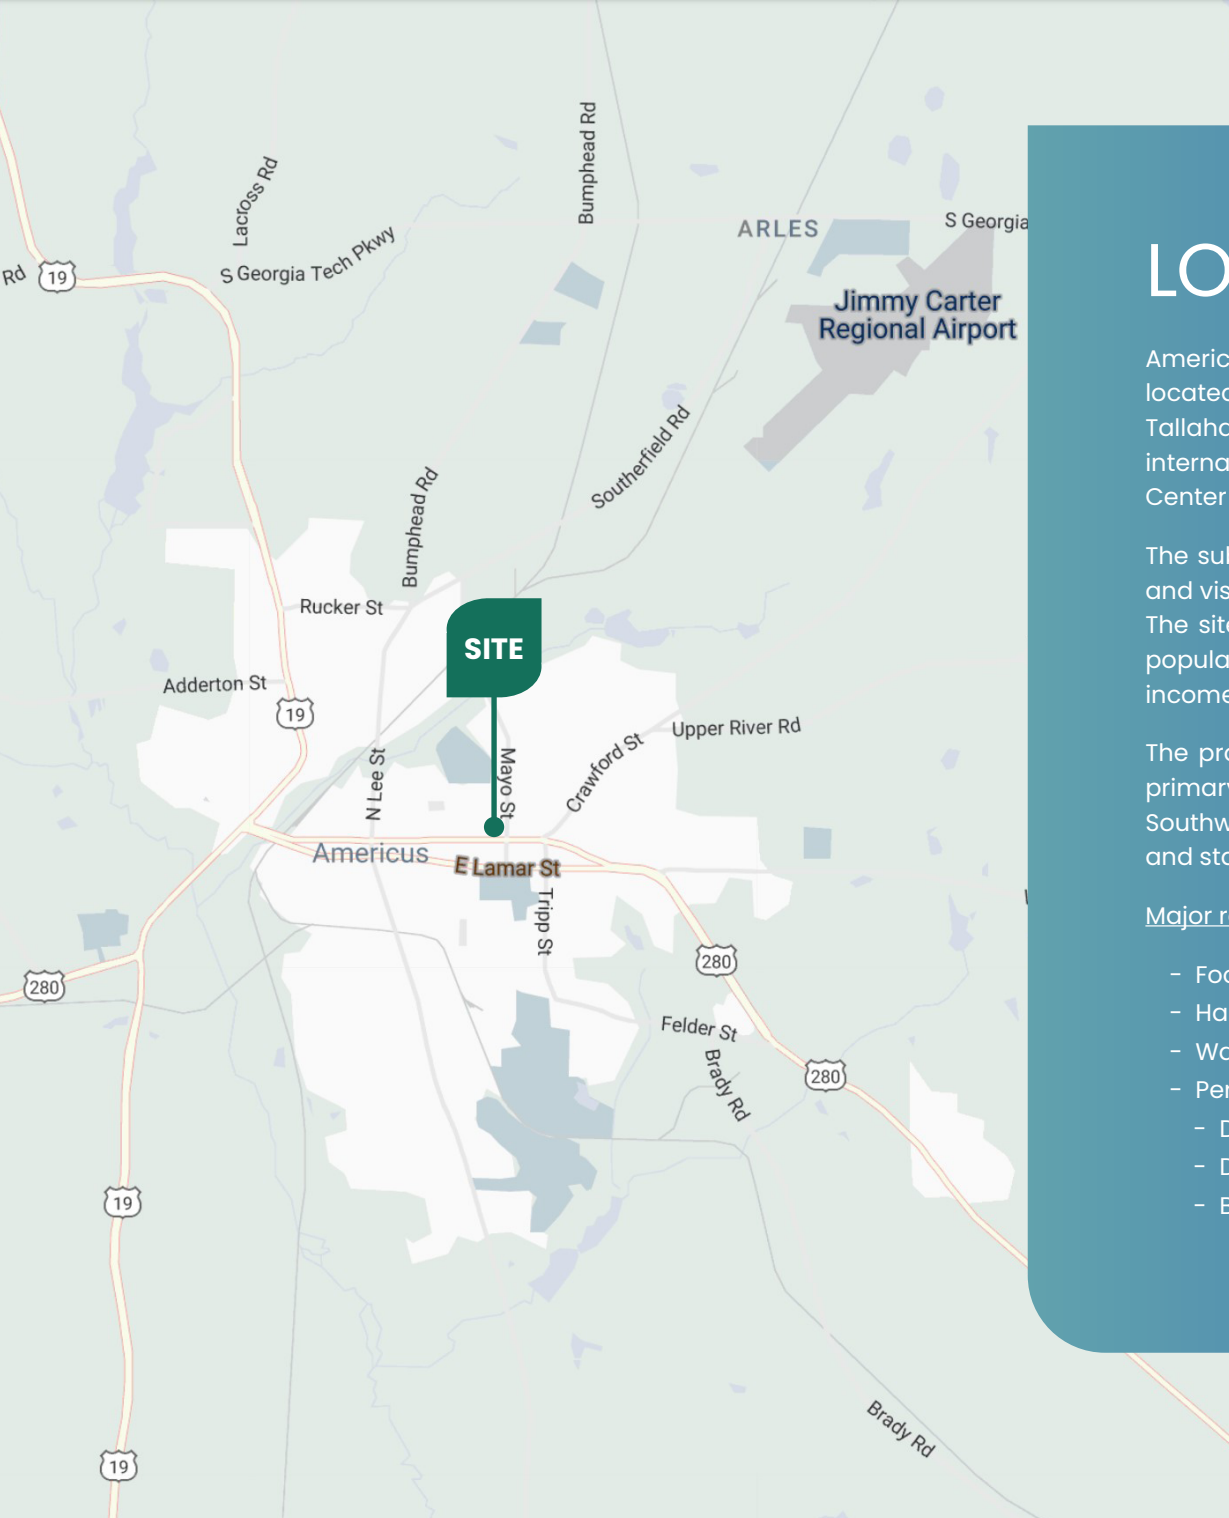 Bumphead Rd
Lacross Rd
S Georgia Tech Pkwy
Rd
19
ARLES
S Georgia
Jimmy Carter
Regional Airport
Southerfield Rd
Bumphead Rd
Rucker St
SITE
Adderton St
19
Upper River Rd
Crawford St
N Lee St
Mayo St
Americus
E Lamar St
Tripp St
280
280
Felder St
Brady Rd
280
19
19
Brady Rd
LO
Americ
located
Tallaha
interna
Center
The sul
and vis
The site
popula
income
The pro
primary
Southw
and sto
Major r
- Foo
- Ha
- Wa
- Per
- D
- D
- B